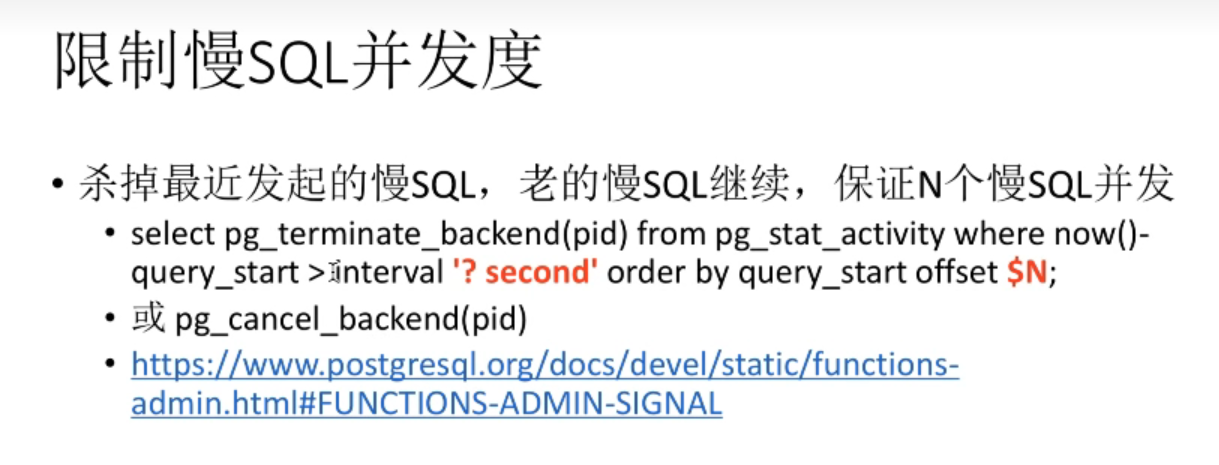 限制慢SQL并发度
• 杀掉最近发起的慢SQL，老的慢SQL继续，保证N个慢SQL并发
• select pg_terminate_backend(pid) from pg_stat_activity where now()-
query_start > interval '? second' order by query_start offset $N;
• 或 pg_cancel_backend(pid)
• https://www.postgresql.org/docs/devel/static/functions-
admin.html#FUNCTIONS-ADMIN-SIGNAL